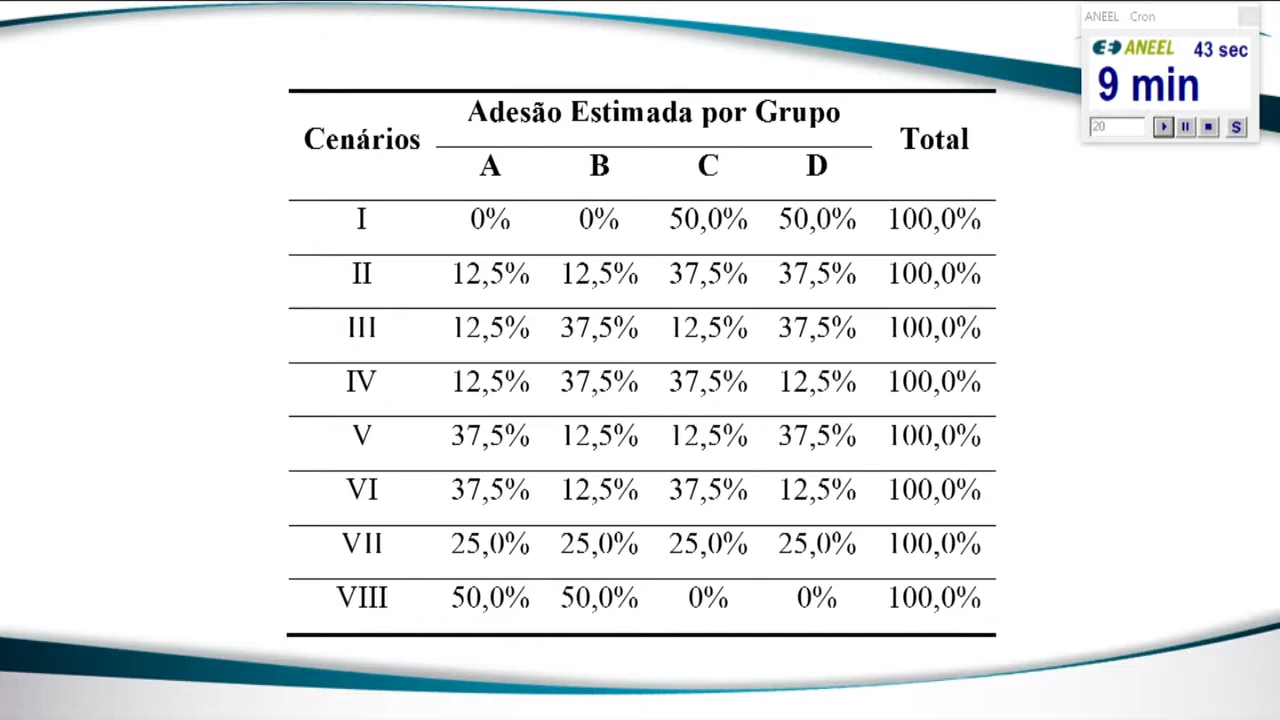 ANEEL Cron
ANEEL 43 sec
9 min
20 S
Adesão Estimada por Grupo
Cenários Total
A B C D
I 0% 0% 50,0% 50,0% 100,0%
II 12,5% 12,5% 37,5% 37,5% 100,0%
III 12,5% 37,5% 12,5% 37,5% 100,0%
IV 12,5% 37,5% 37,5% 12,5% 100,0%
V 37,5% 12,5% 12,5% 37,5% 100,0%
VI 37,5% 12,5% 37,5% 12,5% 100,0%
VII 25,0% 25,0% 25,0% 25,0% 100,0%
VIII 50,0% 50,0% 0% 0% 100,0%